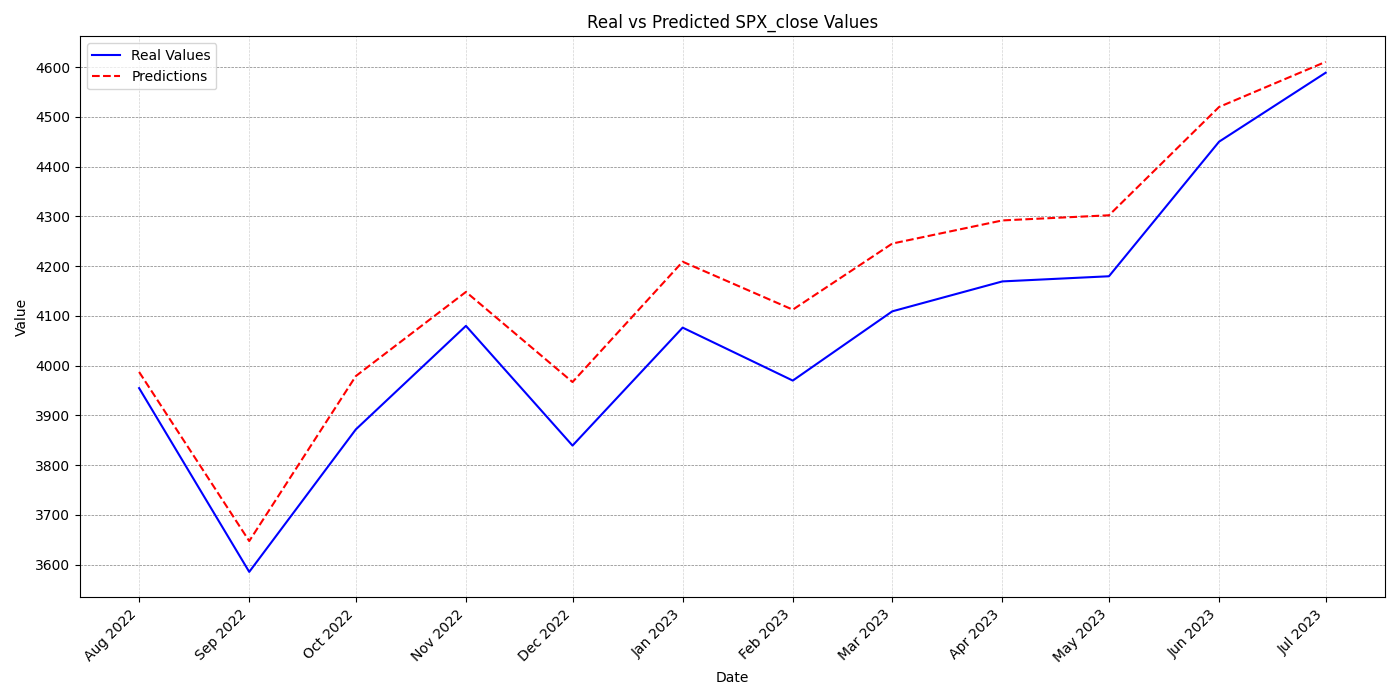 Real vs Predicted SPX_close Values
Real Values
Predictions
4600
4500
4400
4300
4200
4100
4000
3900
3800
3700
3600
Value
Aug 2022
Sep 2022
Oct 2022
Nov 2022
Dec 2022
Jan 2023
Feb 2023
Mar 2023
Apr 2023
May 2023
Jun 2023
Jul 2023
Date